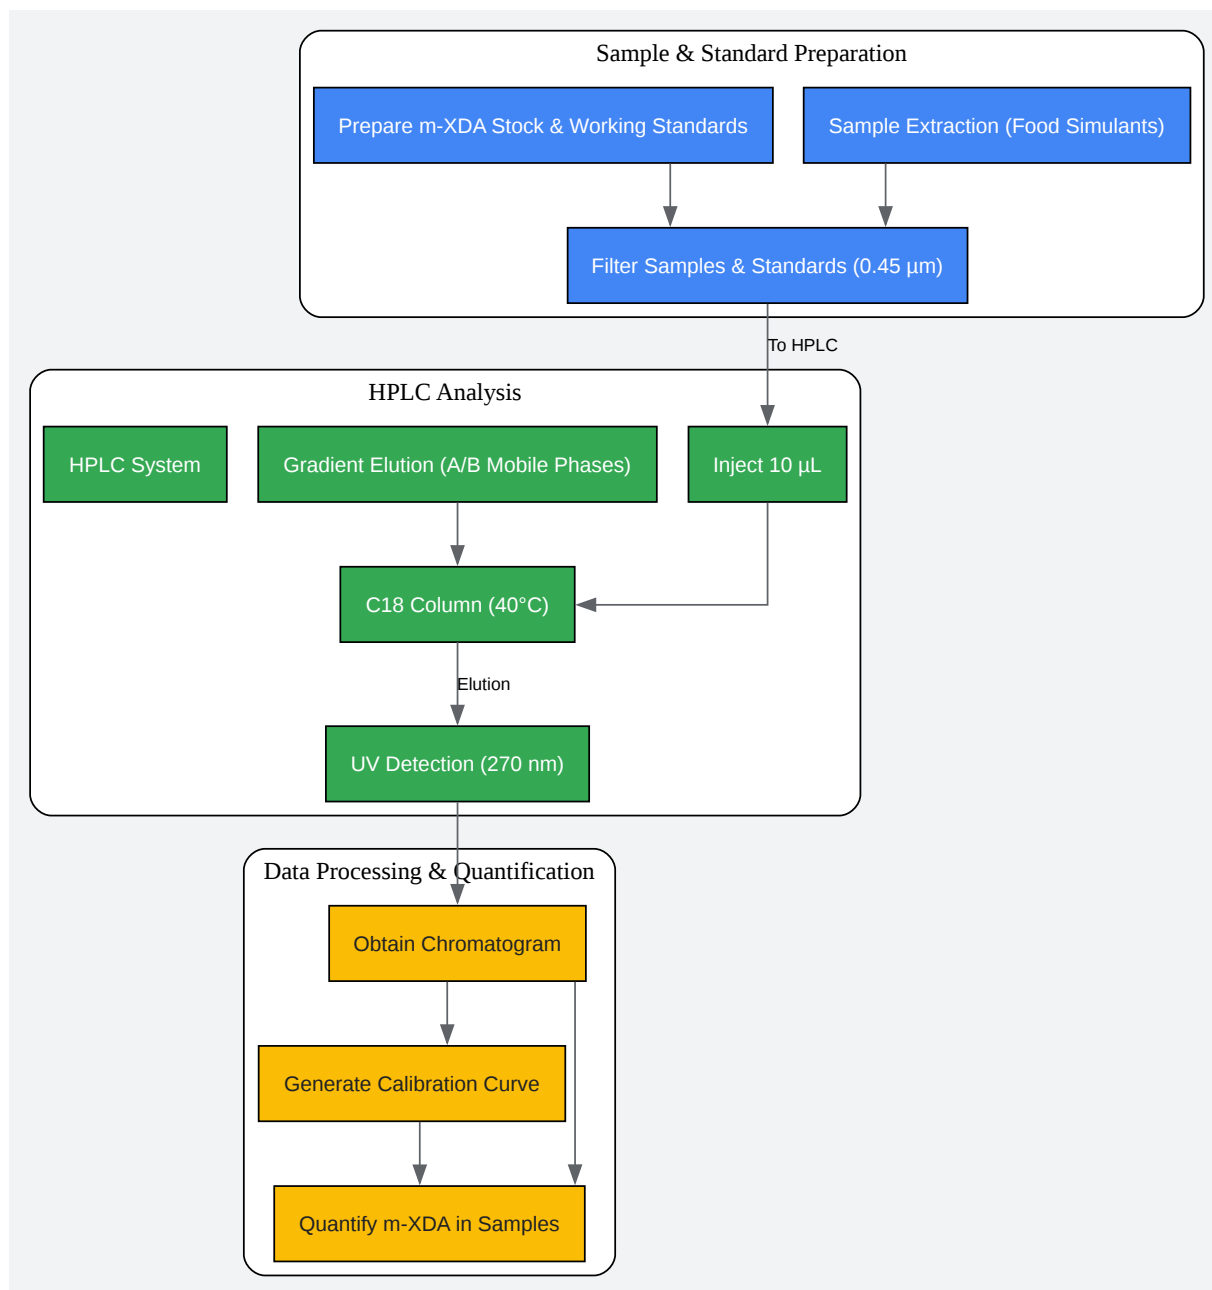 Sample & Standard Preparation
Prepare m-XDA Stock & Working Standards
Sample Extraction (Food Simulants)
Filter Samples & Standards (0.45 µm)
To HPLC
HPLC Analysis
HPLC System
Gradient Elution (A/B Mobile Phases)
Inject 10 µL
C18 Column (40°C)
Elution
UV Detection (270 nm)
Data Processing & Quantification
Obtain Chromatogram
Generate Calibration Curve
Quantify m-XDA in Samples